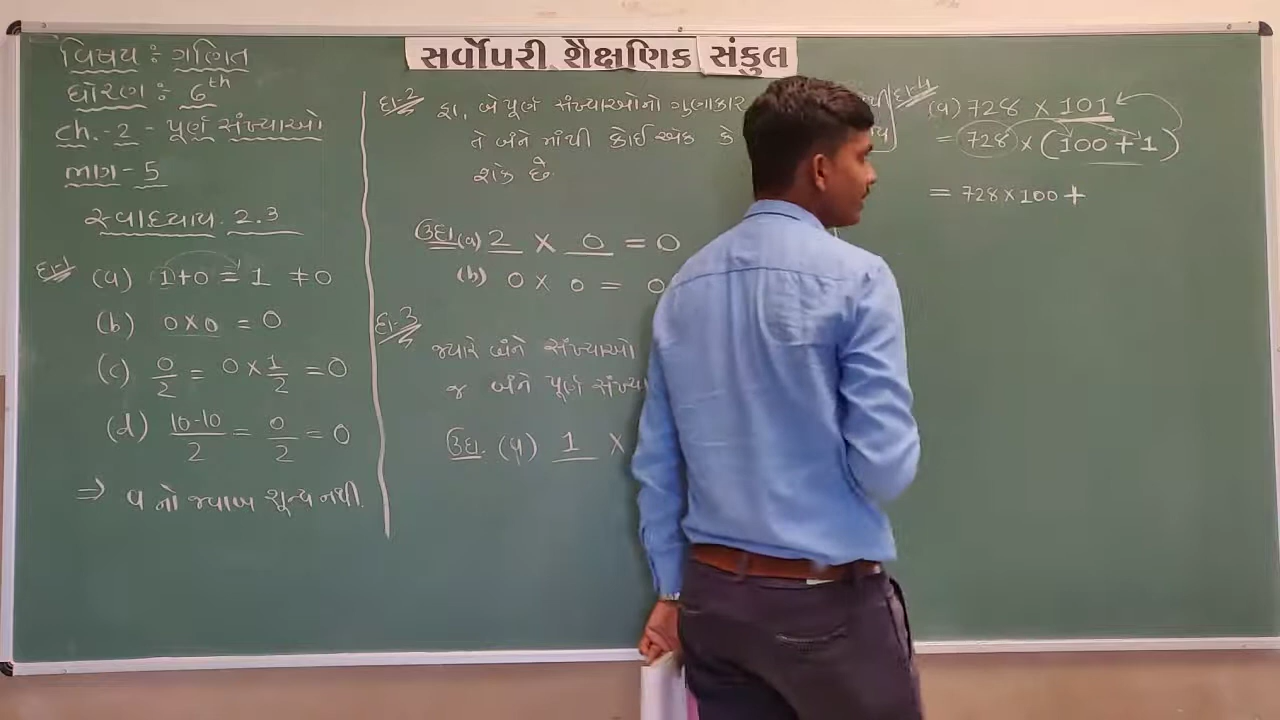 સર્વોપરી શૈક્ષણિક સંકુલ
વિષય : ગણિત
ધોરણ : 6th
ch. - 2 - પૂર્ણ સંખ્યાઓ
ભાગ - 5
સ્વાધ્યાય. 2.3
દા-1 (a) 1+0 = 1 ≠0
(b) 0×0 = 0
(c) 0/2 = 0×1/2 = 0
(d) 10-10/2 = 0/2 = 0
⇒ a નો જવાબ શૂન્ય નથી.
દા-2 હા, બે પૂર્ણ સંખ્યાઓનો ગુણાકાર
તે બંને માંથી કોઈ એક કે
શકે છે.
ઉદા.(a) 2 × 0 = 0
(b) 0 × 0 = 0
દા-3
જ્યારે બંને સંખ્યાઓ
જ બંને પૂર્ણ
ઉદા. (a) 1 ×
દા-4 (a) 728 × 101
= 728 × (100 + 1)
= 728×100 +